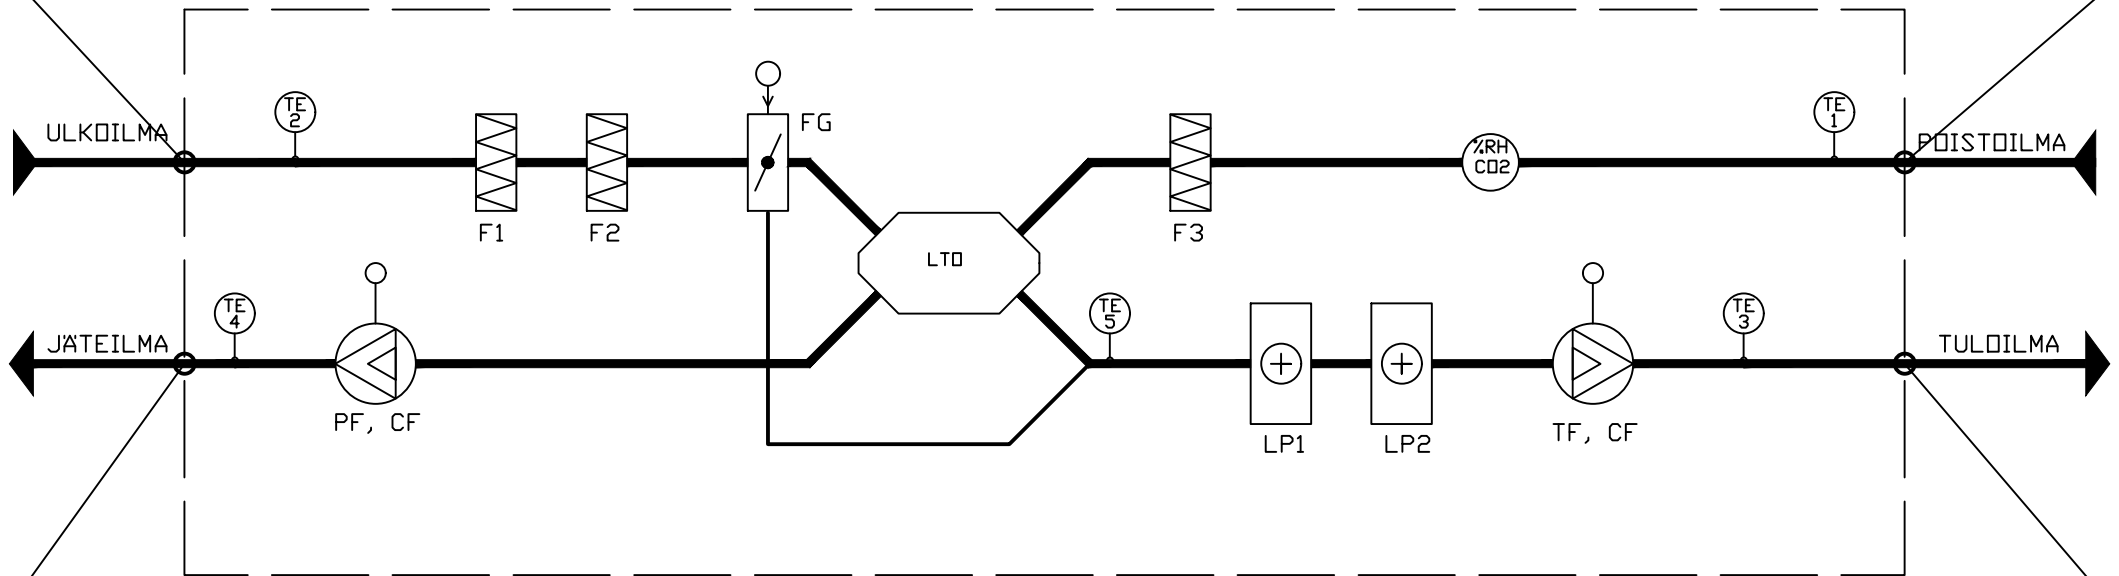 TE
2
TE
1
ULKOILMA
FG
%RH
CO2
POISTOILMA
F1
F2
F3
LTO
TE
4
TE
5
TE
3
JÄTEILMA
TULOILMA
PF, CF
LP1
LP2
TF, CF